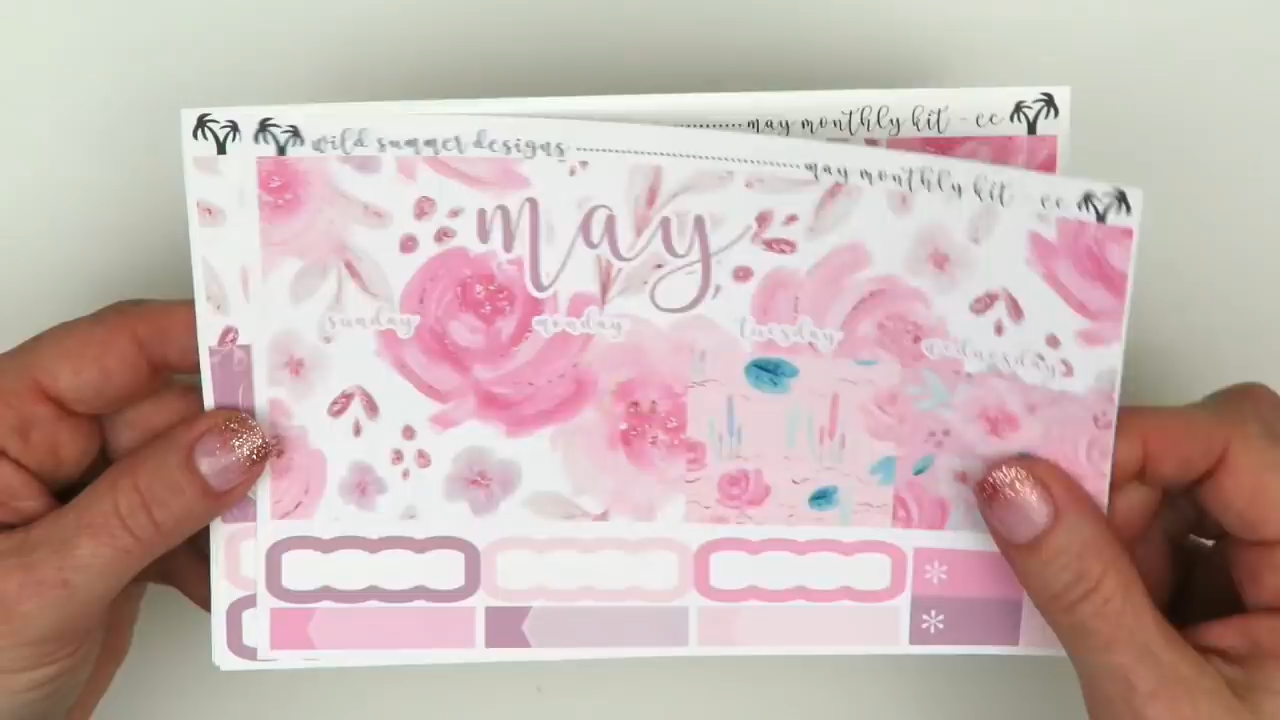 may monthly kit - ec
wild summer designs may monthly kit - ec
may
sunday monday tuesday wednesday
* 
*